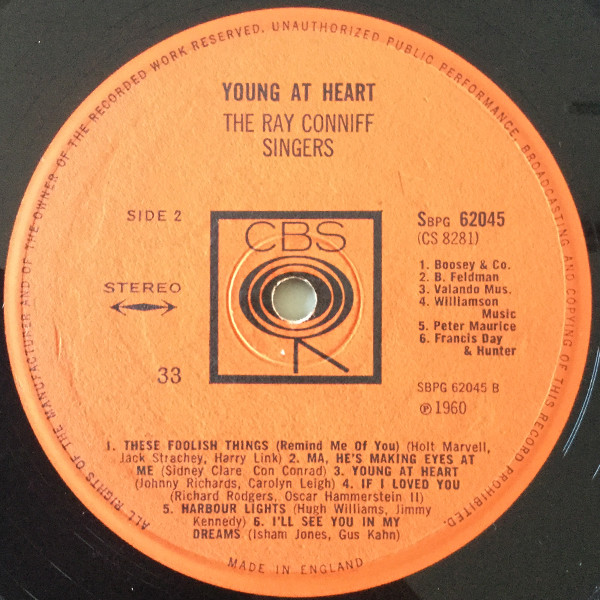 ALL RIGHTS OF THE MANUFACTURER AND OF THE OWNER OF THE RECORDED WORK RESERVED. UNAUTHORIZED PUBLIC PERFORMANCE, BROADCASTING AND COPYING OF THIS RECORD PROHIBITED.
YOUNG AT HEART
THE RAY CONNIFF
SINGERS
SIDE 2
CBS
SBPG 62045
(CS 8281)
STEREO
1. Boosey & Co.
2. B. Feldman
3. Valando Mus.
4. Williamson
Music
5. Peter Maurice
6. Francis Day
& Hunter
33
SBPG 62045 B
℗ 1960
1. THESE FOOLISH THINGS (Remind Me Of You) (Holt Marvell,
Jack Strachey, Harry Link) 2. MA, HE'S MAKING EYES AT
ME (Sidney Clare, Con Conrad) 3. YOUNG AT HEART
(Johnny Richards, Carolyn Leigh) 4. IF I LOVED YOU
(Richard Rodgers, Oscar Hammerstein II)
5. HARBOUR LIGHTS (Hugh Williams, Jimmy
Kennedy) 6. I'LL SEE YOU IN MY
DREAMS (Isham Jones, Gus Kahn)
MADE IN ENGLAND